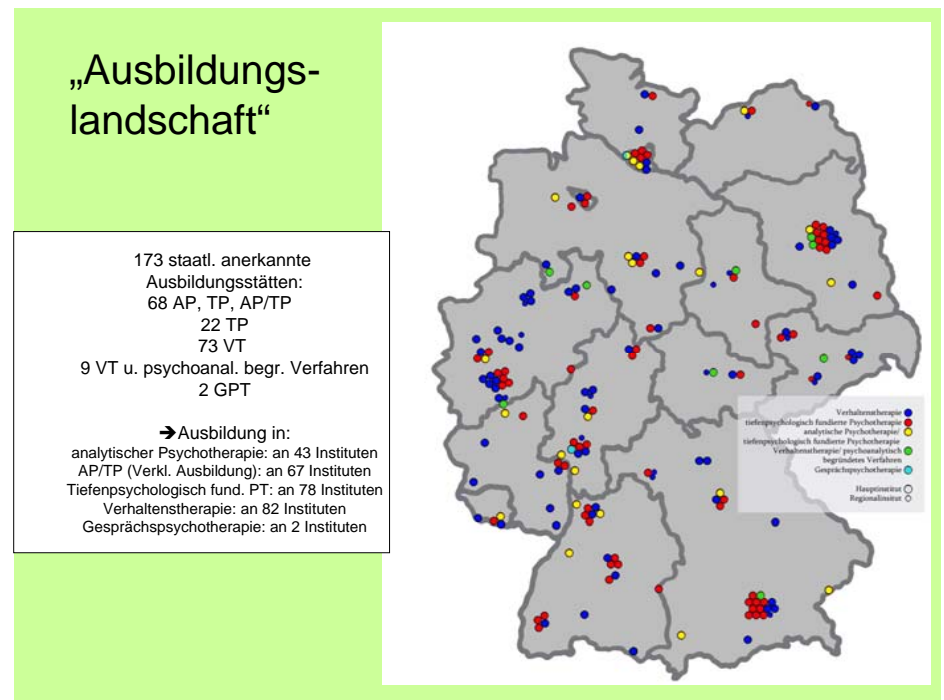 „Ausbildungs-
landschaft“
173 staatl. anerkannte
Ausbildungsstätten:
68 AP, TP, AP/TP
22 TP
73 VT
9 VT u. psychoanal. begr. Verfahren
2 GPT
➔Ausbildung in:
analytischer Psychotherapie: an 43 Instituten
AP/TP (Verkl. Ausbildung): an 67 Instituten
Tiefenpsychologisch fund. PT: an 78 Instituten
Verhaltenstherapie: an 82 Instituten
Gesprächspsychotherapie: an 2 Instituten
Verhaltenstherapie
tiefenpsychologisch fundierte Psychotherapie
analytische Psychotherapie/
tiefenpsychologisch fundierte Psychotherapie
Verhaltenstherapie/ psychoanalytisch
begründetes Verfahren
Gesprächspsychotherapie
Hauptinstitut
Regionalinstitut